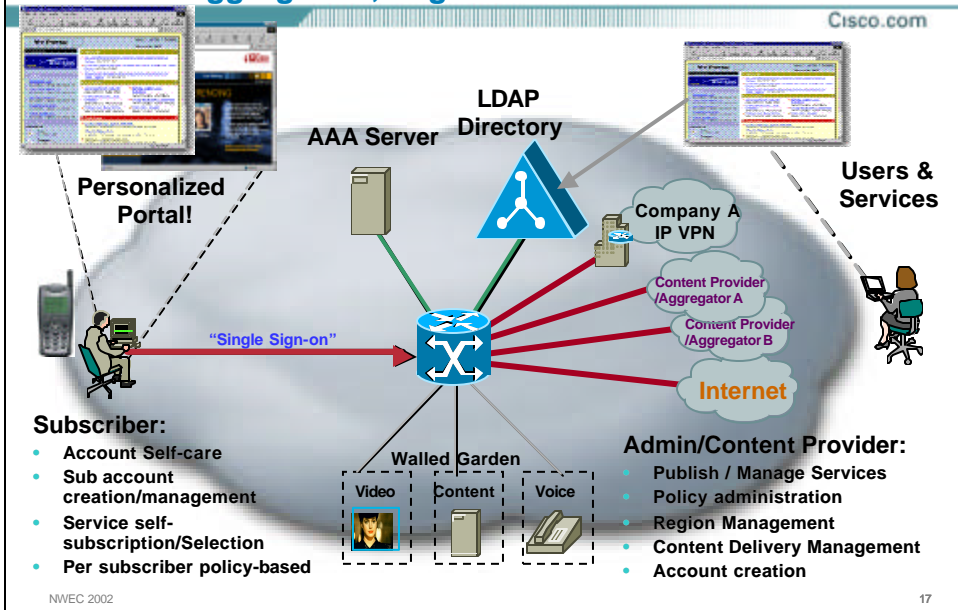 Cisco.com
LDAP
Directory
AAA Server
Personalized
Portal!
Users &
Services
Company A
IP VPN
Content Provider
/Aggregator A
Content Provider
/Aggregator B
Internet
“Single Sign-on”
Subscriber:
• Account Self-care
• Sub account
creation/management
• Service self-
subscription/Selection
• Per subscriber policy-based
Walled Garden
Video
Content
Voice
Admin/Content Provider:
• Publish / Manage Services
• Policy administration
• Region Management
• Content Delivery Management
• Account creation
NWEC 2002
17